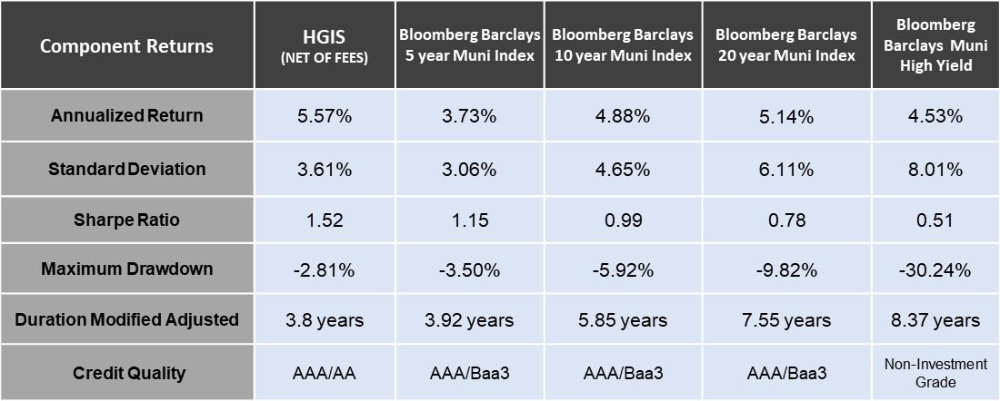 Component Returns
HGIS
(NET OF FEES)
Bloomberg Barclays
5 year Muni Index
Bloomberg Barclays
10 year Muni Index
Bloomberg Barclays
20 year Muni Index
Bloomberg
Barclays Muni
High Yield
Annualized Return
5.57%
3.73%
4.88%
5.14%
4.53%
Standard Deviation
3.61%
3.06%
4.65%
6.11%
8.01%
Sharpe Ratio
1.52
1.15
0.99
0.78
0.51
Maximum Drawdown
-2.81%
-3.50%
-5.92%
-9.82%
-30.24%
Duration Modified Adjusted
3.8 years
3.92 years
5.85 years
7.55 years
8.37 years
Credit Quality
AAA/AA
AAA/Baa3
AAA/Baa3
AAA/Baa3
Non-Investment
Grade